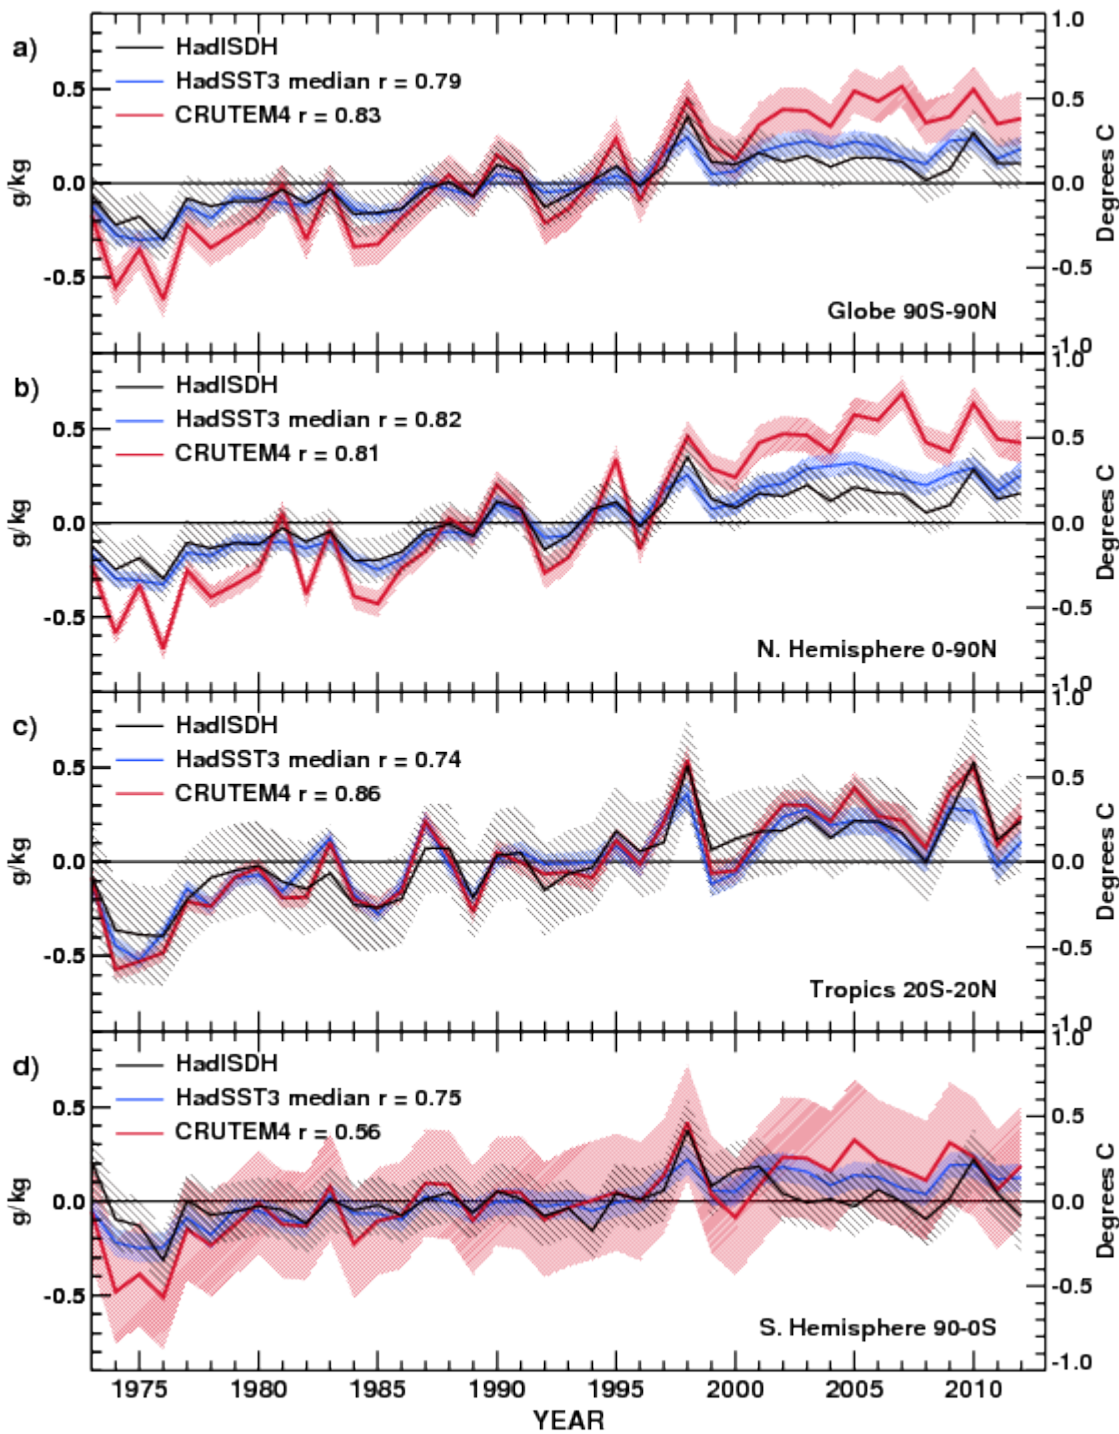 a)
HadISDH
HadSST3 median r = 0.79
CRUTEM4 r = 0.83
0.5
0.0
-0.5
g/kg
1.0
0.5
0.0
-0.5
-1.0
Degrees C
Globe 90S-90N
b)
HadISDH
HadSST3 median r = 0.82
CRUTEM4 r = 0.81
0.5
0.0
-0.5
g/kg
1.0
0.5
0.0
-0.5
-1.0
Degrees C
N. Hemisphere 0-90N
c)
HadISDH
HadSST3 median r = 0.74
CRUTEM4 r = 0.86
0.5
0.0
-0.5
g/kg
1.0
0.5
0.0
-0.5
-1.0
Degrees C
Tropics 20S-20N
d)
HadISDH
HadSST3 median r = 0.75
CRUTEM4 r = 0.56
0.5
0.0
-0.5
g/kg
1.0
0.5
0.0
-0.5
-1.0
Degrees C
S. Hemisphere 90-0S
1975 1980 1985 1990 1995 2000 2005 2010
YEAR